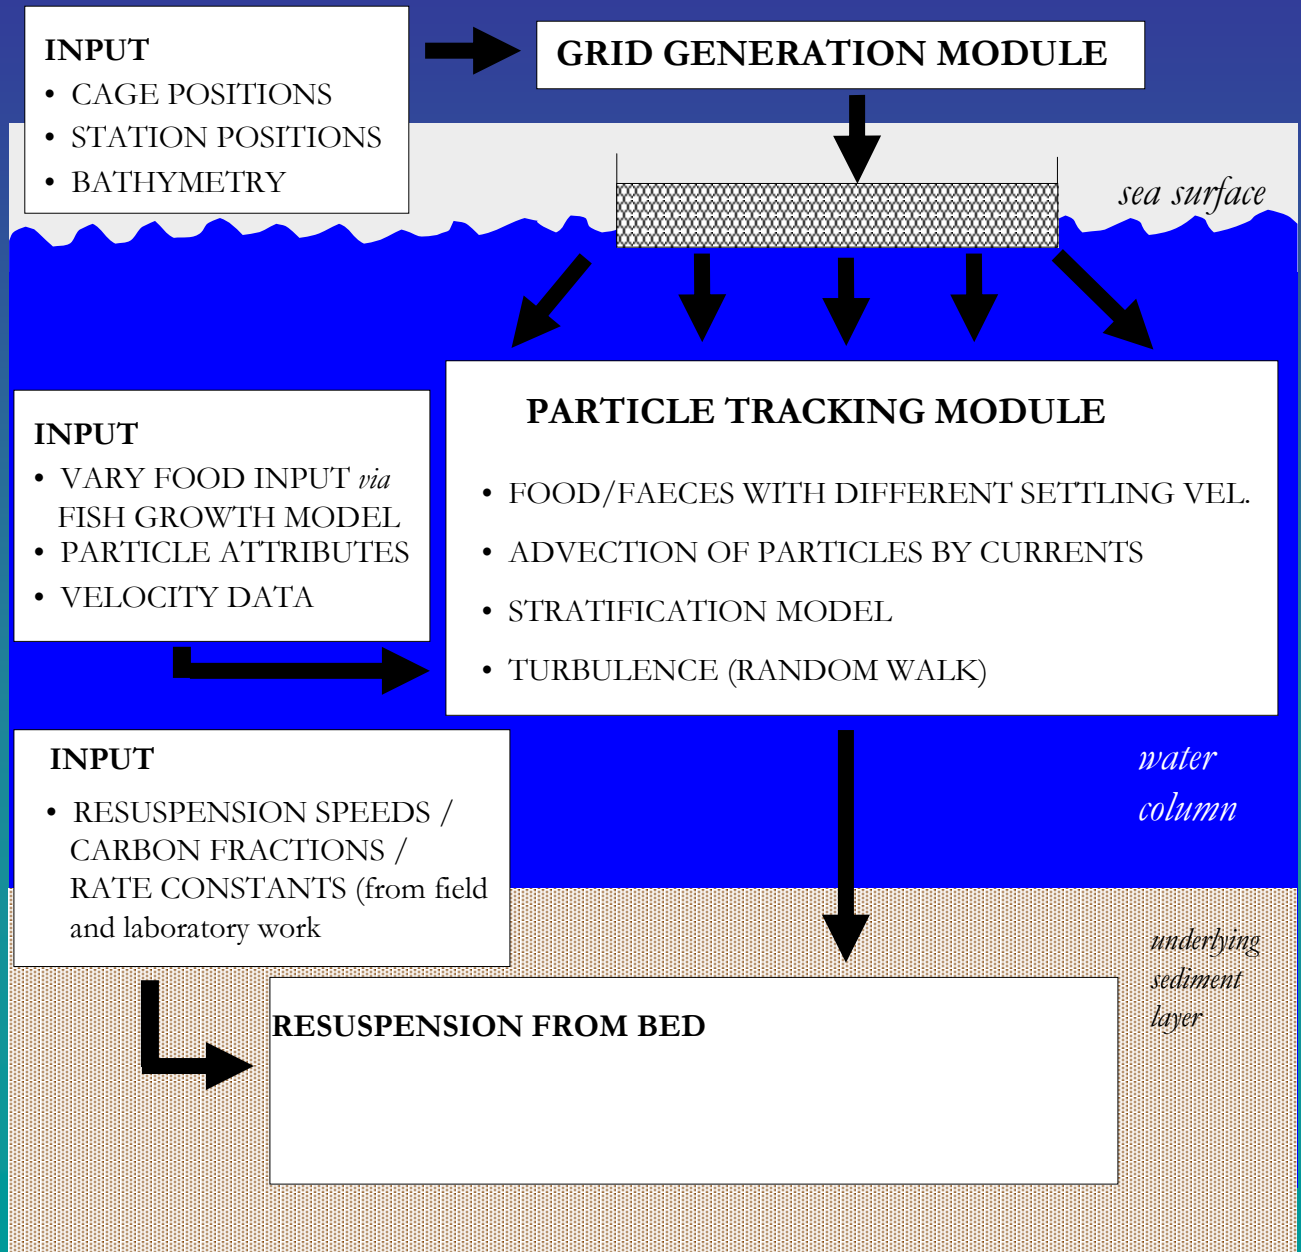 INPUT
• CAGE POSITIONS
• STATION POSITIONS
• BATHYMETRY
GRID GENERATION MODULE
sea surface
INPUT
• VARY FOOD INPUT via
FISH GROWTH MODEL
• PARTICLE ATTRIBUTES
• VELOCITY DATA
PARTICLE TRACKING MODULE
• FOOD/FAECES WITH DIFFERENT SETTLING VEL.
• ADVECTION OF PARTICLES BY CURRENTS
• STRATIFICATION MODEL
• TURBULENCE (RANDOM WALK)
water
column
INPUT
• RESUSPENSION SPEEDS /
CARBON FRACTIONS /
RATE CONSTANTS (from field
and laboratory work
underlying
sediment
layer
RESUSPENSION FROM BED